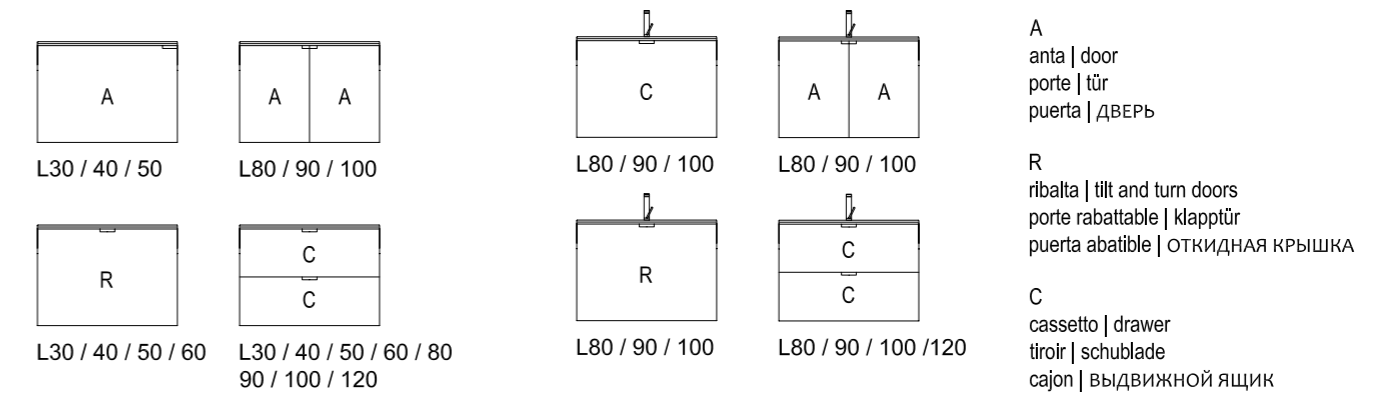 A
L30 / 40 / 50
A A
L80 / 90 / 100
R
L30 / 40 / 50 / 60
C
C
L30 / 40 / 50 / 60 / 80
90 / 100 / 120
C
L80 / 90 / 100
A A
L80 / 90 / 100
R
L80 / 90 / 100
C
C
L80 / 90 / 100 /120
A
anta | door
porte | tür
puerta | ДВЕРЬ
R
ribalta | tilt and turn doors
porte rabattable | klapptür
puerta abatible | ОТКИДНАЯ КРЫШКА
C
cassetto | drawer
tiroir | schublade
cajon | ВЫДВИЖНОЙ ЯЩИК